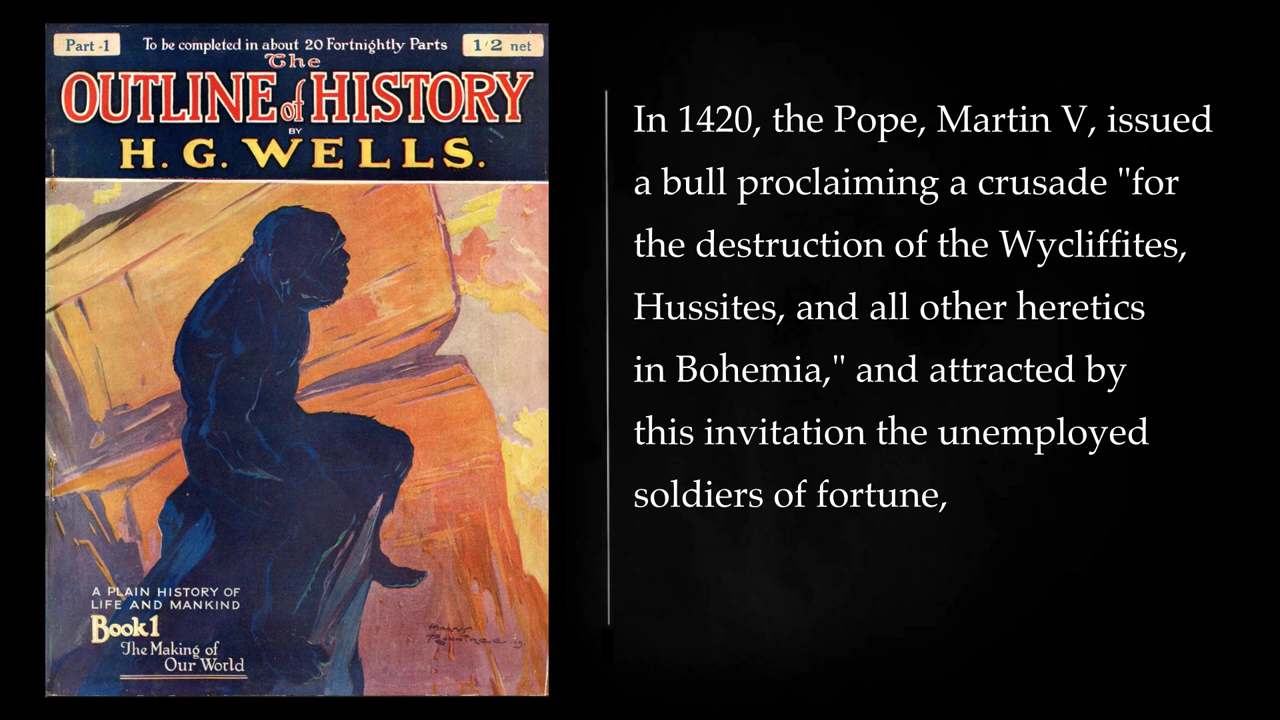 Part -1
To be completed in about 20 Fortnightly Parts
1/2 net
The
OUTLINE of HISTORY
BY
H. G. WELLS.
A PLAIN HISTORY OF
LIFE AND MANKIND
Book 1
The Making of
Our World
In 1420, the Pope, Martin V, issued
a bull proclaiming a crusade "for
the destruction of the Wycliffites,
Hussites, and all other heretics
in Bohemia," and attracted by
this invitation the unemployed
soldiers of fortune,